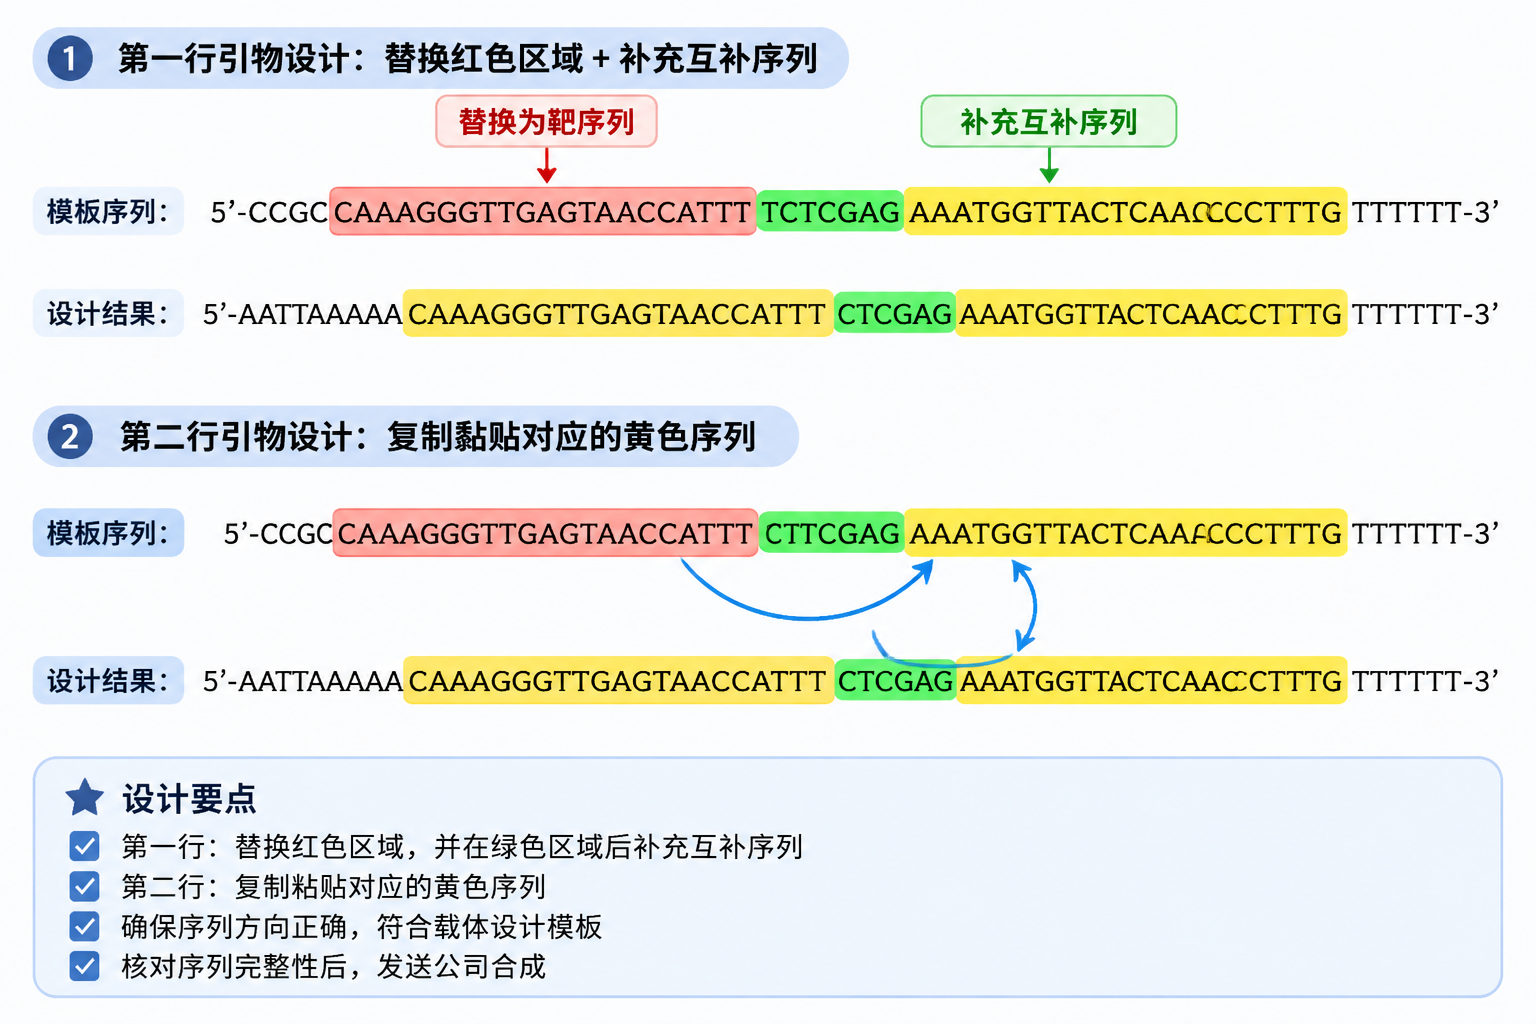 1 第一行引物设计：替换红色区域 + 补充互补序列
替换为靶序列 补充互补序列
模板序列： 5’-CCGC CAAAGGGTTGAGTAACCATTT TCTCGAG TTTTTT-3’
设计结果： 5’-AATTAAAAA CAAAGGGTTGAGTAACCATTT CTCGAG TTTTTT-3’
2 第二行引物设计：复制黏贴对应的黄色序列
模板序列： 5’-CCGC CAAAGGGTTGAGTAACCATTT CTTCGAG TTTTTT-3’
设计结果： 5’-AATTAAAAA CAAAGGGTTGAGTAACCATTT CTCGAG TTTTTT-3’
设计要点
第一行：替换红色区域，并在绿色区域后补充互补序列
第二行：复制粘贴对应的黄色序列
确保序列方向正确，符合载体设计模板
核对序列完整性后，发送公司合成